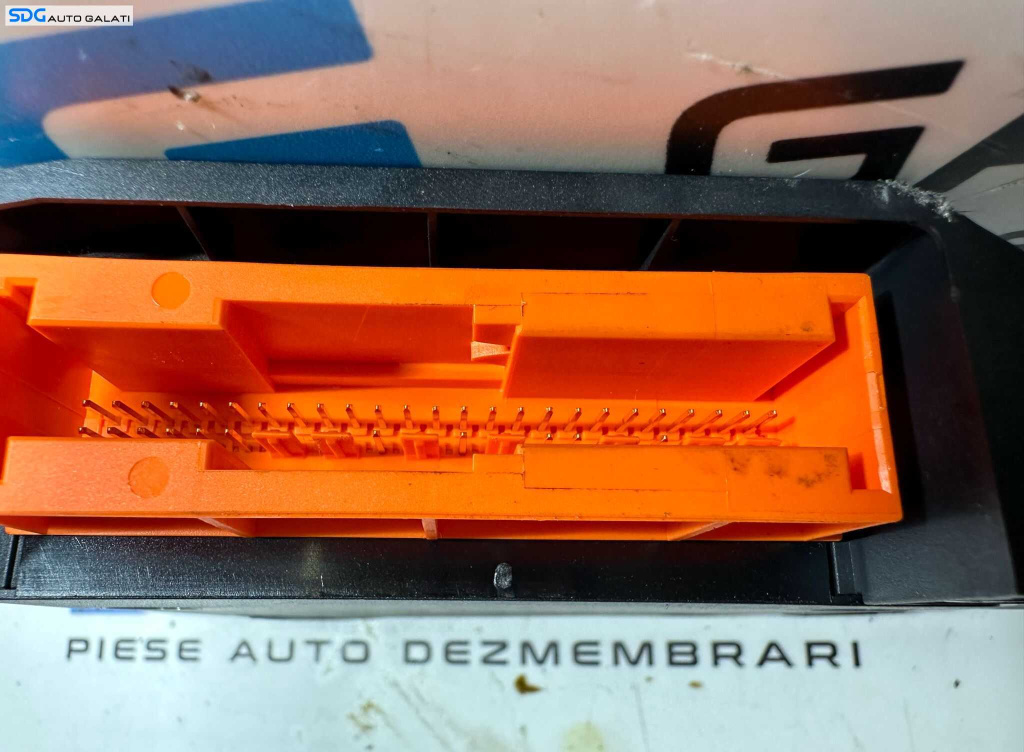 SDG AUTO GALATI
G
PIESE AUTO DEZMEMBRARI